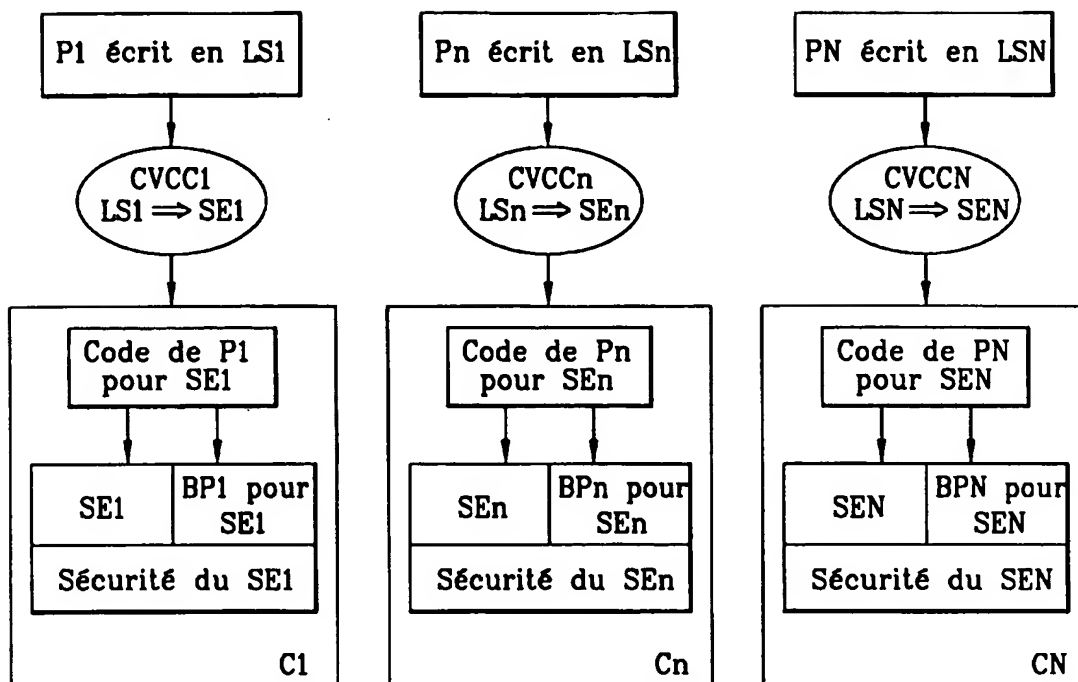 P1 écrit en LS1
CVCC1
LS1 ⟹ SE1
Code de P1
pour SE1
SE1
BP1 pour
SE1
Sécurité du SE1
C1
Pn écrit en LSn
CVCCn
LSn ⟹ SEn
Code de Pn
pour SEn
SEn
BPn pour
SEn
Sécurité du SEn
Cn
PN écrit en LSN
CVCCN
LSN ⟹ SEN
Code de PN
pour SEN
SEN
BPN pour
SEN
Sécurité du SEN
CN